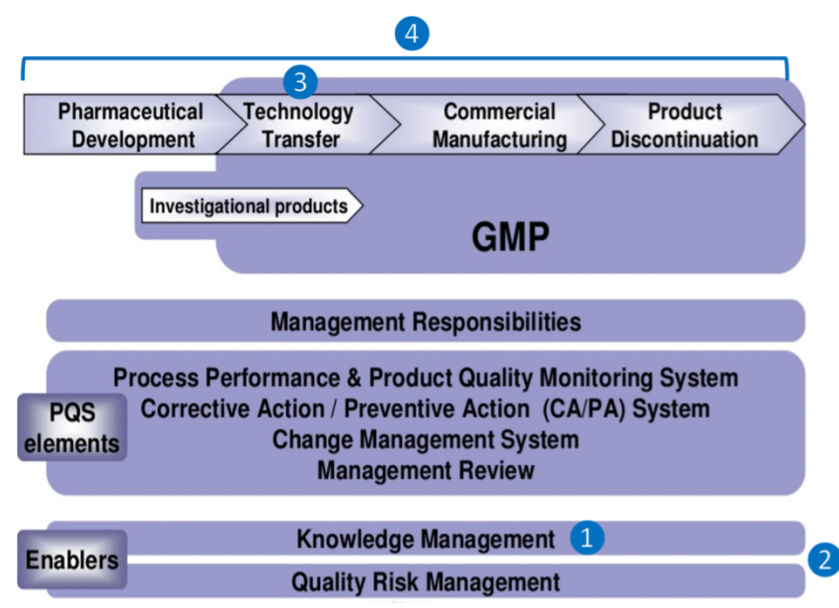 4
3
Pharmaceutical
Development
Technology
Transfer
Commercial
Manufacturing
Product
Discontinuation
Investigational products
GMP
Management Responsibilities
PQS
elements
Process Performance & Product Quality Monitoring System
Corrective Action / Preventive Action (CA/PA) System
Change Management System
Management Review
Enablers
Knowledge Management 1
2
Quality Risk Management